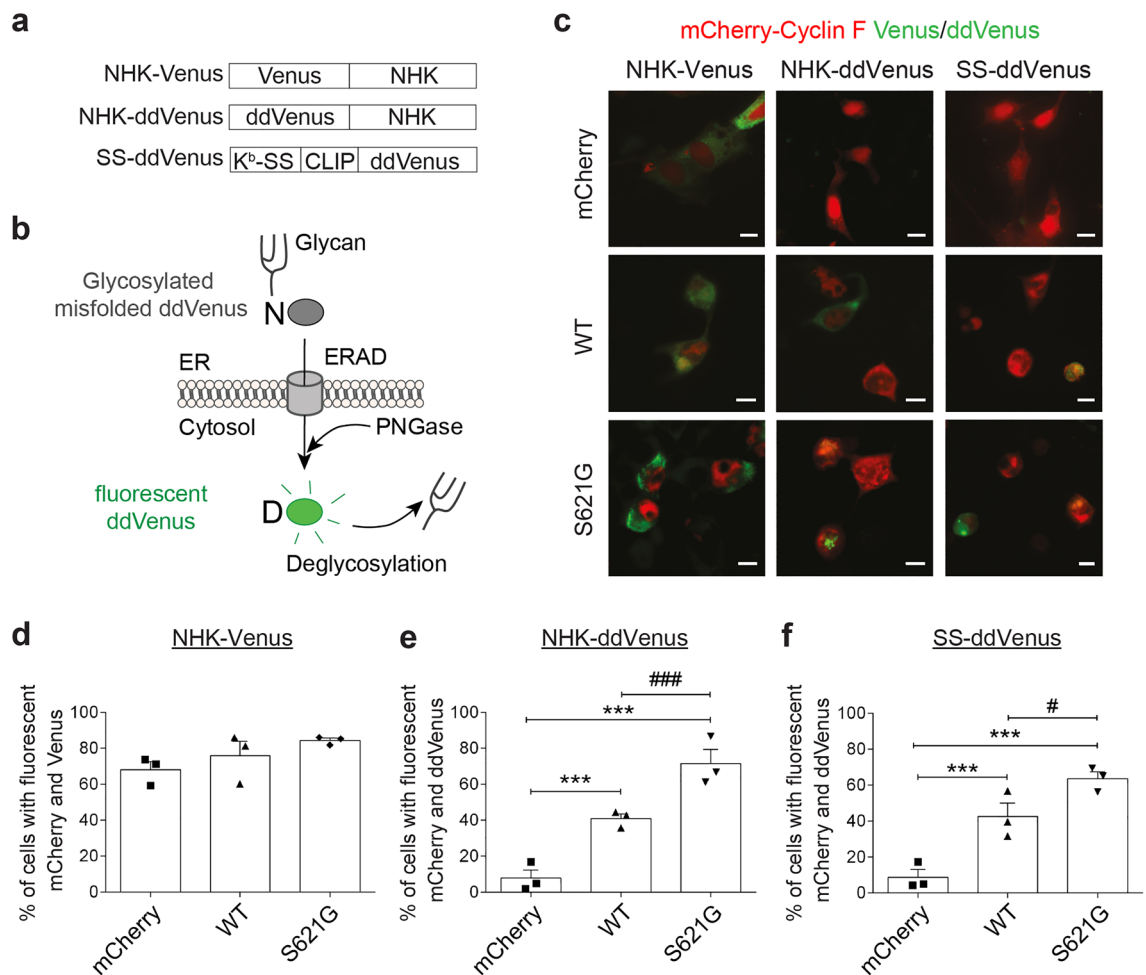 a
NHK-Venus Venus NHK
NHK-ddVenus ddVenus NHK
SS-ddVenus Kᵇ-SS CLIP ddVenus
b
Glycan
Glycosylated
misfolded ddVenus
N
ER
ERAD
Cytosol
PNGase
fluorescent
ddVenus
D
Deglycosylation
c
mCherry-Cyclin F Venus/ddVenus
NHK-Venus NHK-ddVenus SS-ddVenus
mCherry
WT
S621G
d
NHK-Venus
% of cells with fluorescent
mCherry and Venus
100
80
60
40
20
0
mCherry
WT
S621G
e
NHK-ddVenus
% of cells with fluorescent
mCherry and ddVenus
###
***
***
100
80
60
40
20
0
mCherry
WT
S621G
f
SS-ddVenus
% of cells with fluorescent
mCherry and ddVenus
#
***
***
100
80
60
40
20
0
mCherry
WT
S621G